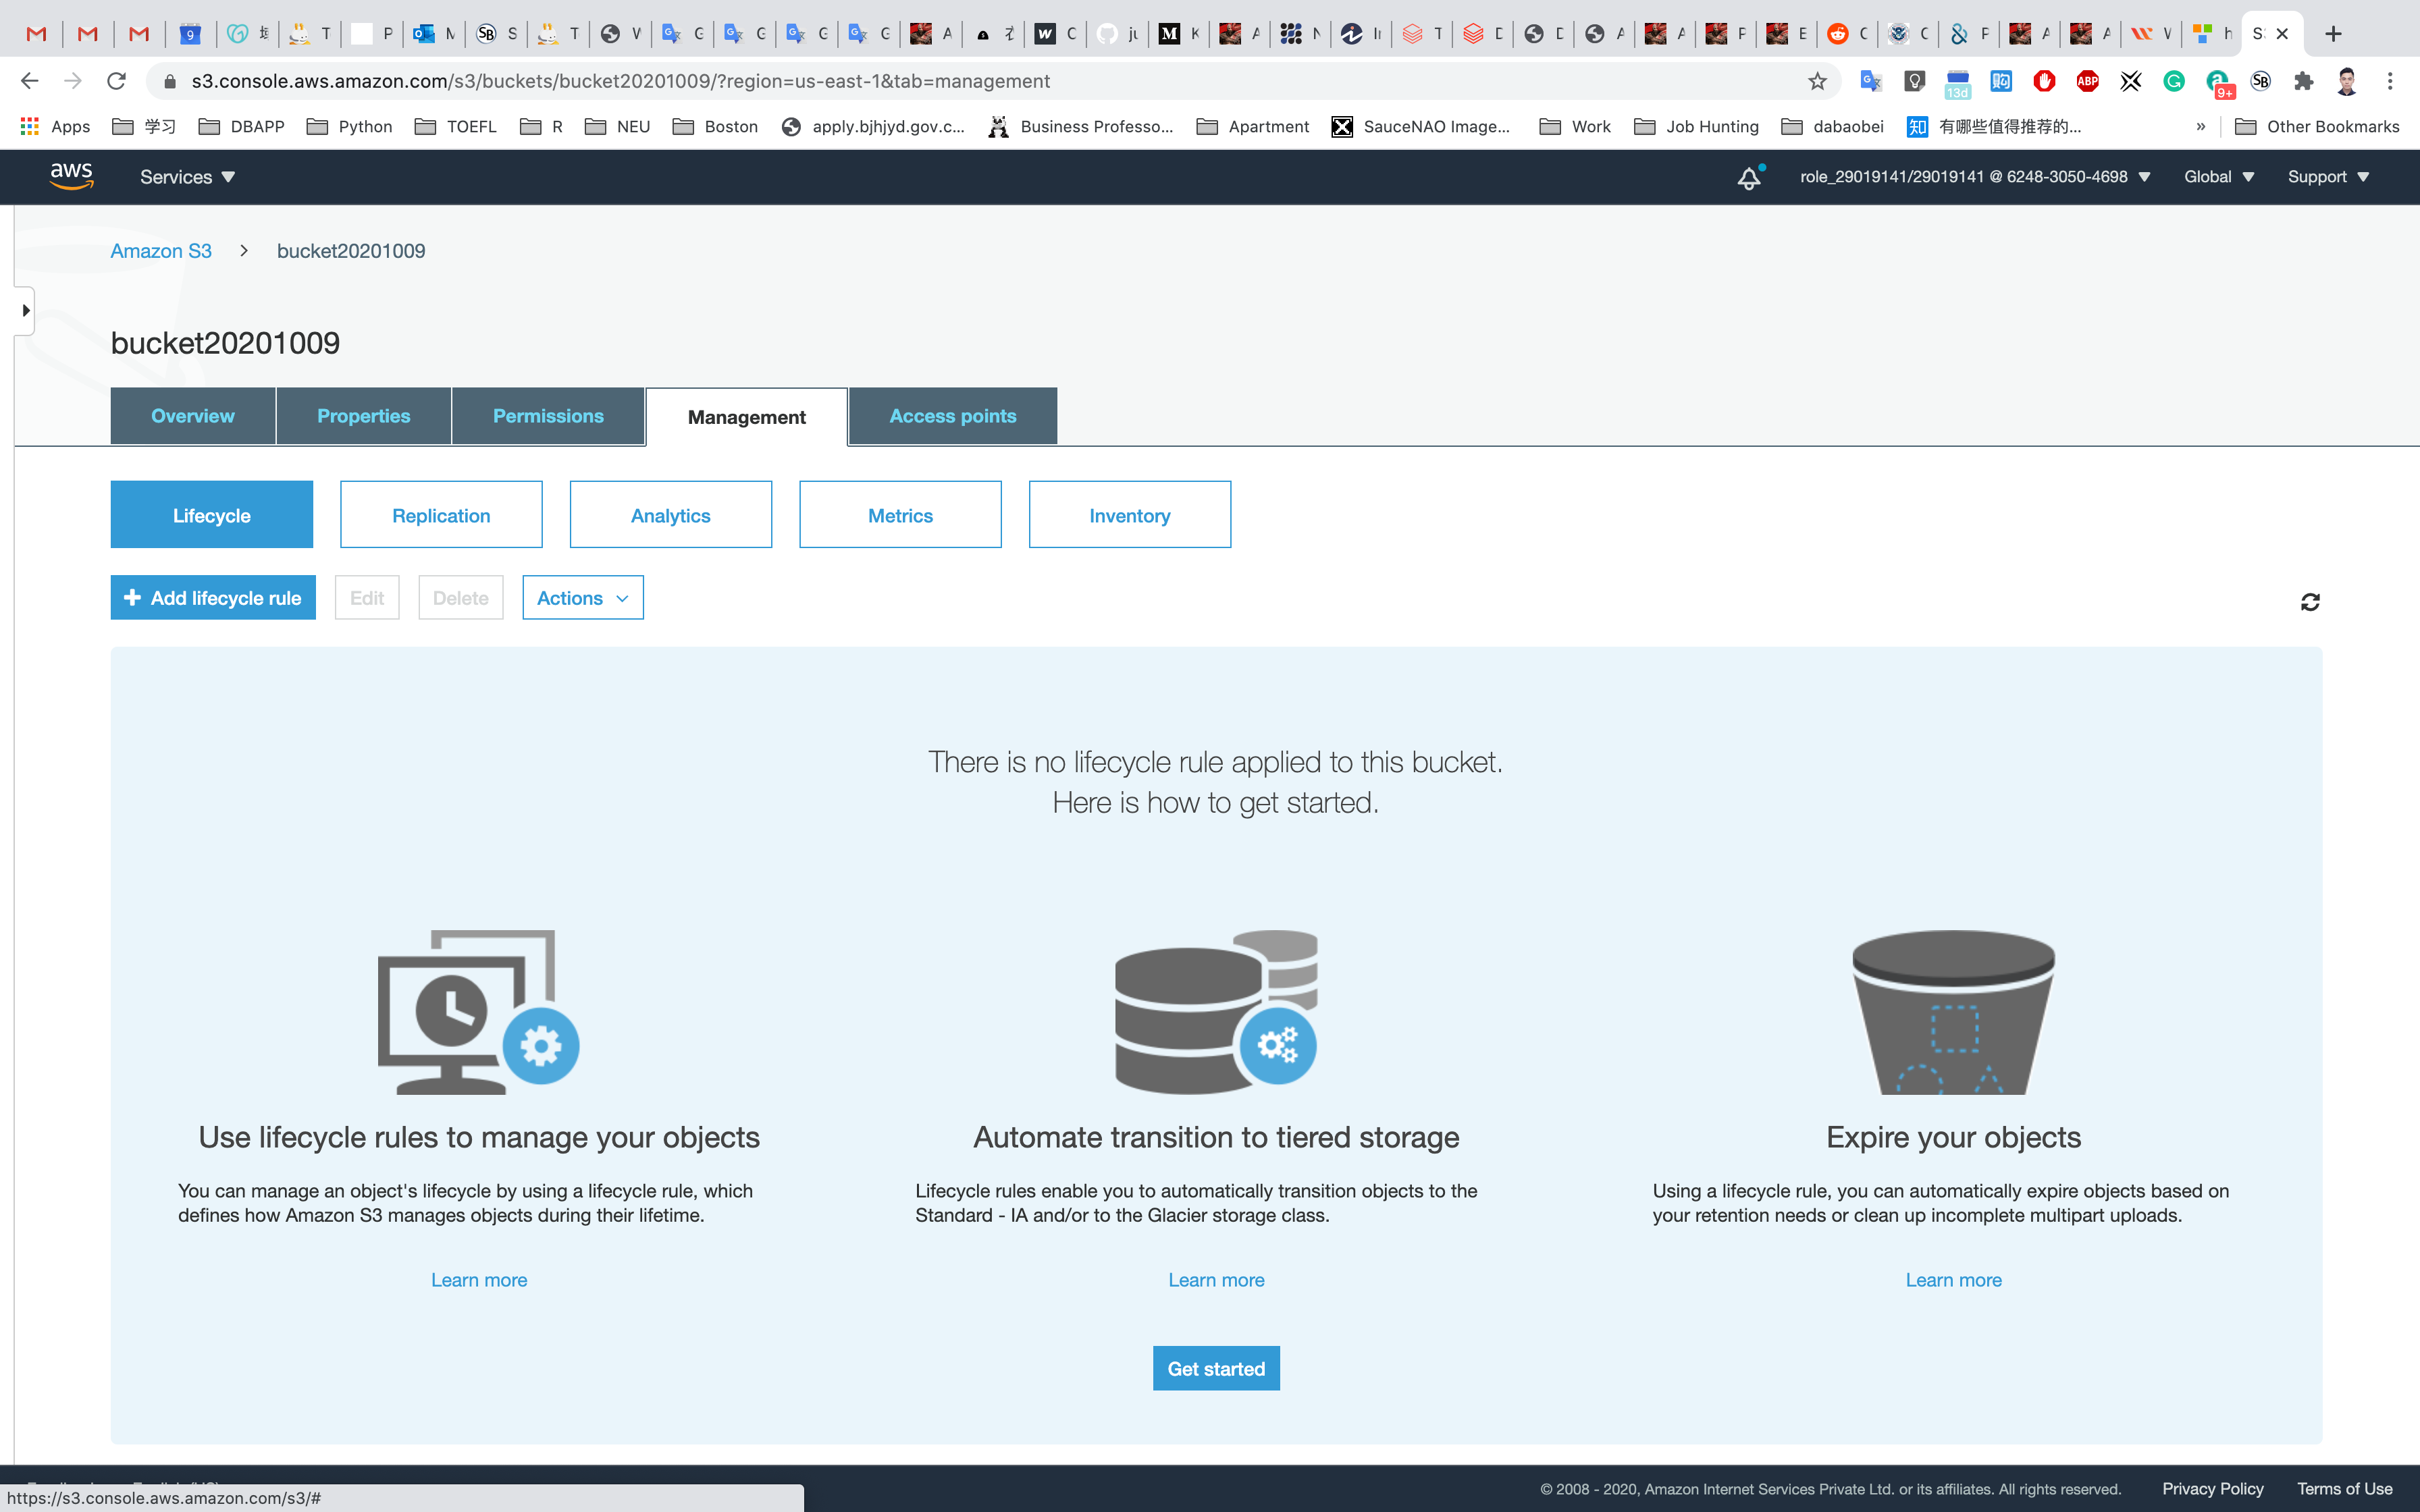 9 T P M SB S T V G G G G A C ju M K A N In T D D A A F E C C F A A V h S
s3.console.aws.amazon.com/s3/buckets/bucket20201009/?region=us-east-1&tab=management
13d ABP 9+ SB
Apps 学习 DBAPP Python TOEFL R NEU Boston apply.bjhjyd.gov.c... Business Professo... Apartment SauceNAO Image... Work Job Hunting dabaobei 知 有哪些值得推荐的... » Other Bookmarks
aws Services role_29019141/29019141 @ 6248-3050-4698 Global Support
Amazon S3 > bucket20201009
bucket20201009
Overview Properties Permissions Management Access points
Lifecycle Replication Analytics Metrics Inventory
+ Add lifecycle rule Edit Delete Actions
There is no lifecycle rule applied to this bucket.
Here is how to get started.
Use lifecycle rules to manage your objects
You can manage an object's lifecycle by using a lifecycle rule, which
defines how Amazon S3 manages objects during their lifetime.
Learn more
Automate transition to tiered storage
Lifecycle rules enable you to automatically transition objects to the
Standard - IA and/or to the Glacier storage class.
Learn more
Expire your objects
Using a lifecycle rule, you can automatically expire objects based on
your retention needs or clean up incomplete multipart uploads.
Learn more
Get started
© 2008 - 2020, Amazon Internet Services Private Ltd. or its affiliates. All rights reserved. Privacy Policy Terms of Use
https://s3.console.aws.amazon.com/s3/#